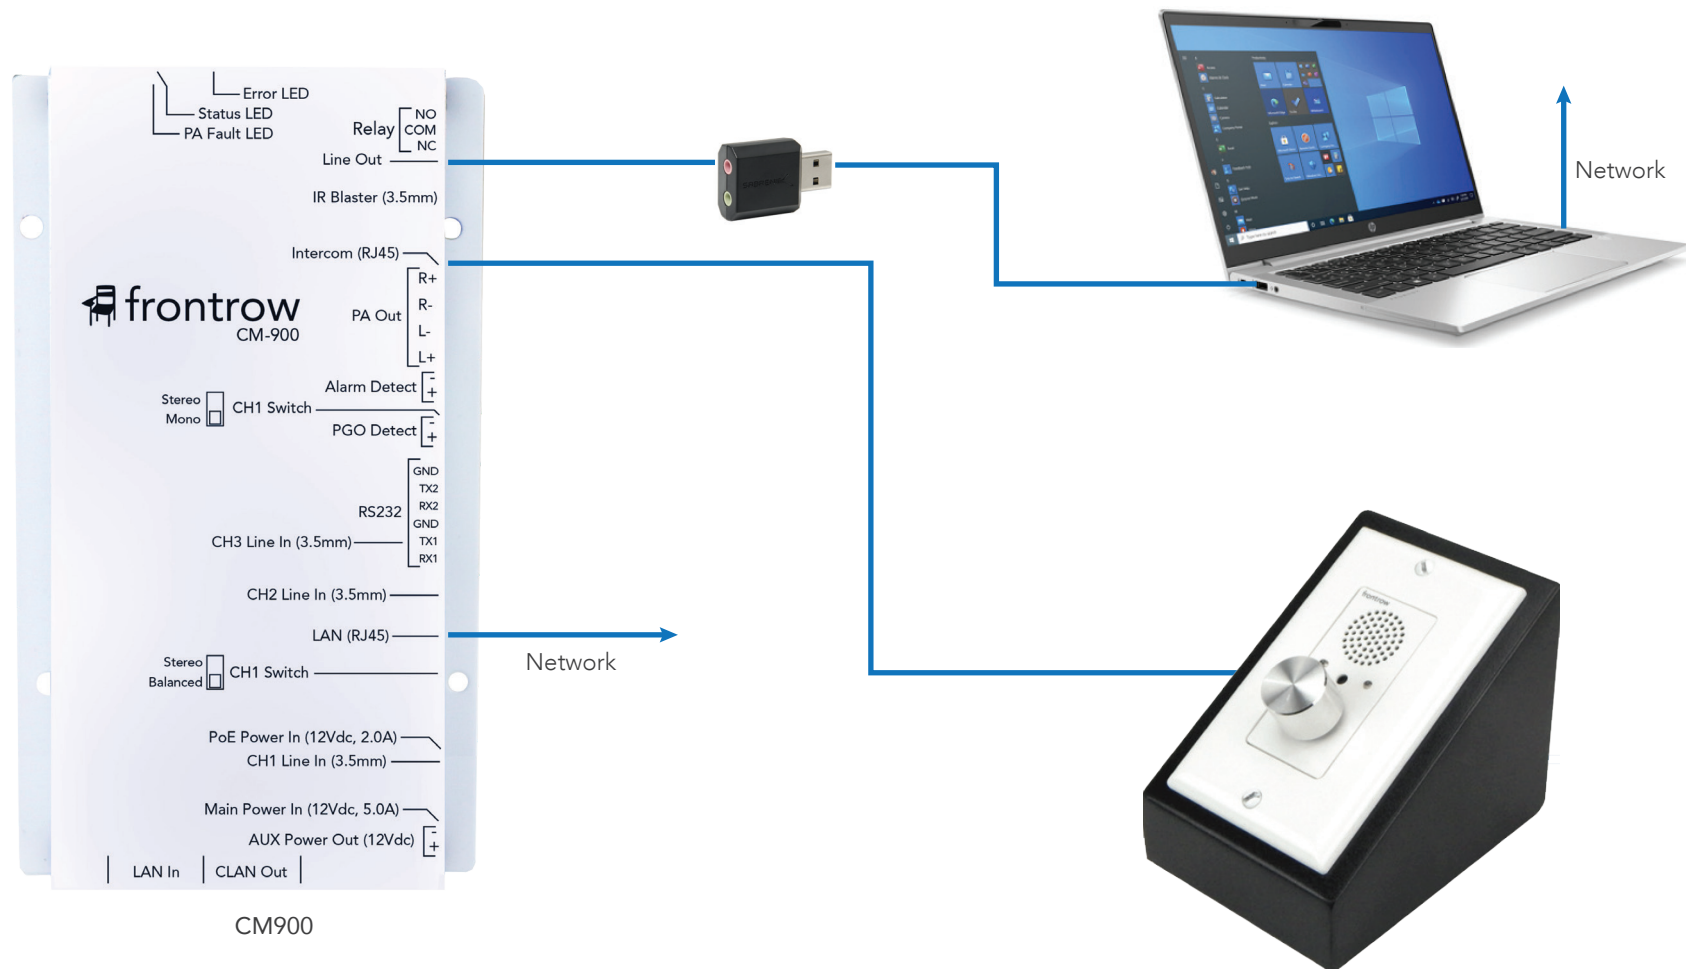 Error LED
Status LED
PA Fault LED
Relay
NO
COM
NC
Line Out
IR Blaster (3.5mm)
Intercom (RJ45)
frontrow
CM-900
PA Out
R+
R-
L-
L+
Alarm Detect
-
+
Stereo
Mono
CH1 Switch
PGO Detect
-
+
RS232
GND
TX2
RX2
GND
TX1
RX1
CH3 Line In (3.5mm)
CH2 Line In (3.5mm)
LAN (RJ45)
Network
Stereo
Balanced
CH1 Switch
PoE Power In (12Vdc, 2.0A)
CH1 Line In (3.5mm)
Main Power In (12Vdc, 5.0A)
AUX Power Out (12Vdc)
-
+
LAN In
CLAN Out
CM900
Network
hp
frontrow